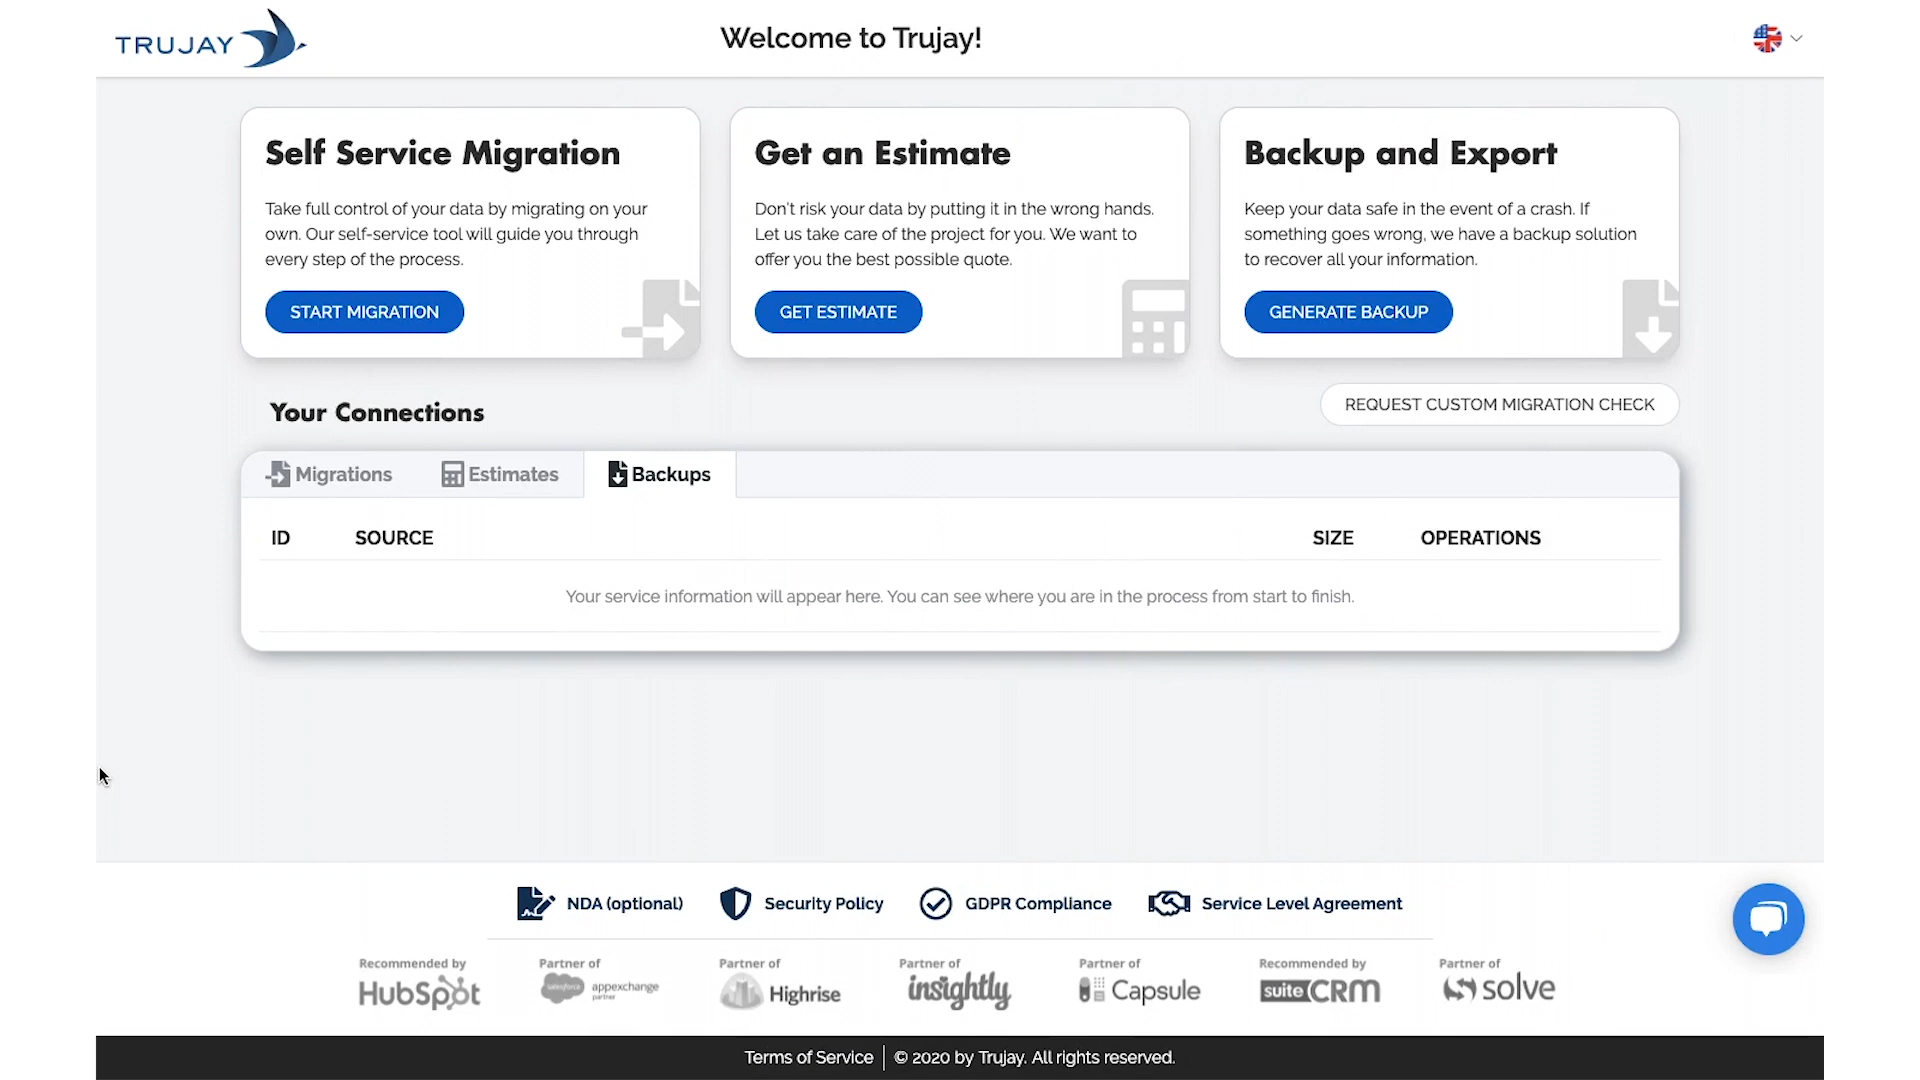 TRUJAY
Welcome to Trujay!
Self Service Migration
Take full control of your data by migrating on your
own. Our self-service tool will guide you through
every step of the process.
START MIGRATION
Get an Estimate
Don't risk your data by putting it in the wrong hands.
Let us take care of the project for you. We want to
offer you the best possible quote.
GET ESTIMATE
Backup and Export
Keep your data safe in the event of a crash. If
something goes wrong, we have a backup solution
to recover all your information.
GENERATE BACKUP
Your Connections
REQUEST CUSTOM MIGRATION CHECK
Migrations Estimates Backups
ID SOURCE SIZE OPERATIONS
Your service information will appear here. You can see where you are in the process from start to finish.
NDA (optional) Security Policy GDPR Compliance Service Level Agreement
Recommended by
HubSpot
Partner of
salesforce appexchange
partner
Partner of
Highrise
Partner of
insightly
Partner of
Capsule
Recommended by
suiteCRM
Partner of
solve
Terms of Service | © 2020 by Trujay. All rights reserved.